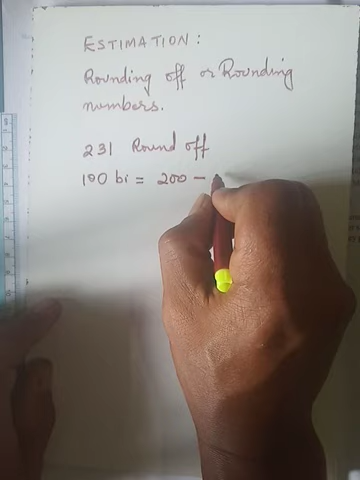 ESTIMATION:
Rounding off or Rounding
numbers.
231 Round off
100 bi = 200 –